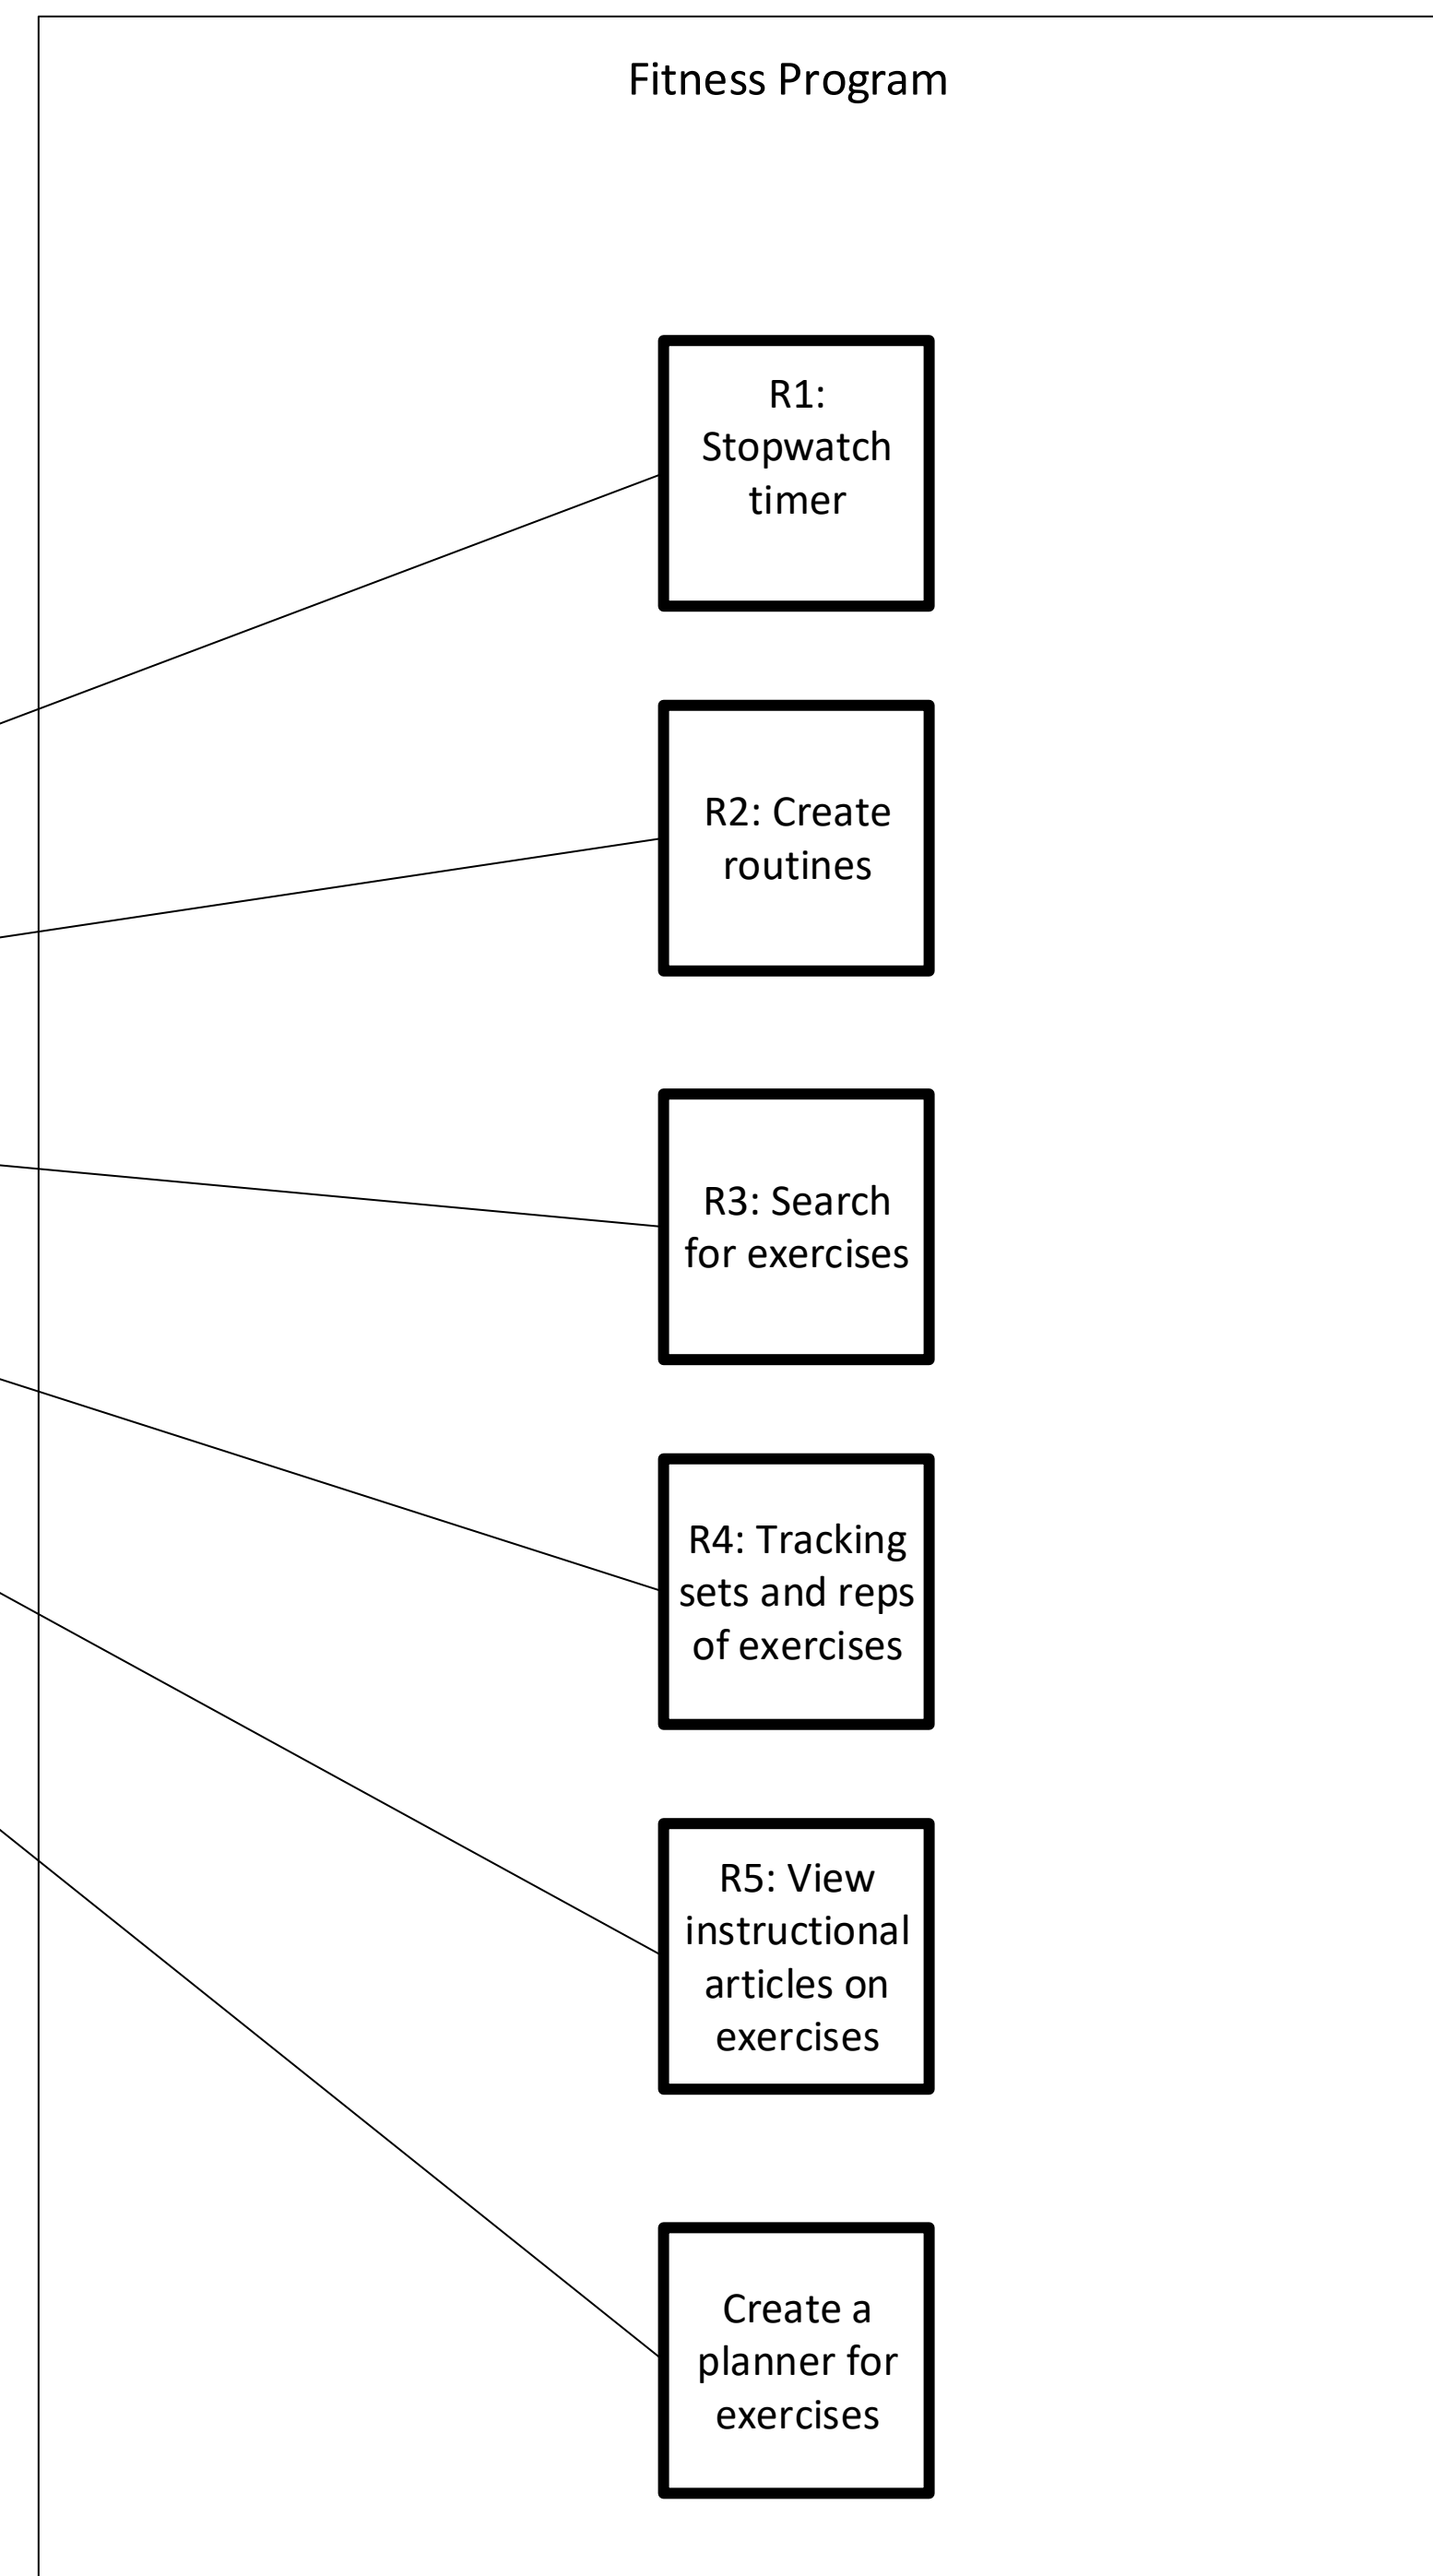 Fitness Program
R1:
Stopwatch
timer
R2: Create
routines
R3: Search
for exercises
R4: Tracking
sets and reps
of exercises
R5: View
instructional
articles on
exercises
Create a
planner for
exercises